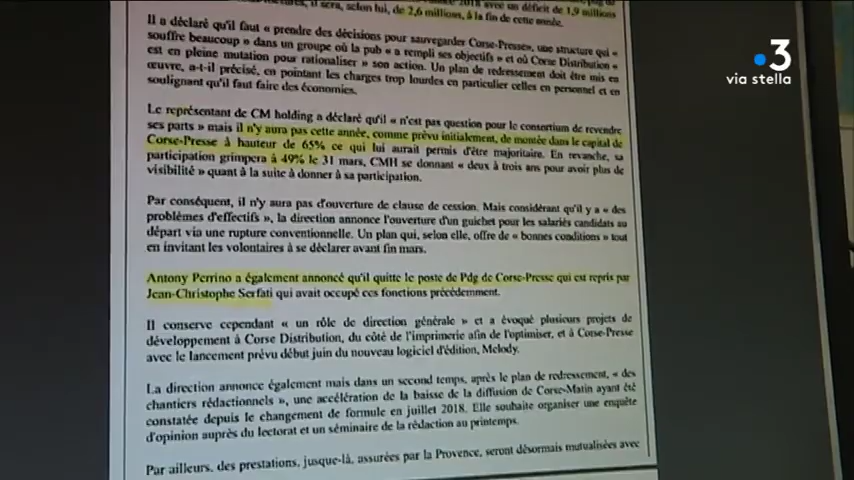 2018 avec un déficit de 1,9 millions
il sera, selon lui, de 2,6 millions, à la fin de cette année.
Il a déclaré qu'il faut « prendre des décisions pour sauvegarder Corse-Presse», une structure qui «
souffre beaucoup » dans un groupe où la pub « a rempli ses objectifs » et où Corse Distribution «
est en pleine mutation pour rationaliser » son action. Un plan de redressement doit être mis en
œuvre, a-t-il précisé, en pointant les charges trop lourdes en particulier celles en personnel et en
soulignant qu'il faut faire des économies.
Le représentant de CM holding a déclaré qu'il « n'est pas question pour le consortium de revendre
ses parts » mais il n'y aura pas cette année, comme prévu initialement, de montée dans le capital de
Corse-Presse à hauteur de 65% ce qui lui aurait permis d'être majoritaire. En revanche, sa
participation grimpera à 49% le 31 mars, CMH se donnant « deux à trois ans pour avoir plus de
visibilité » quant à la suite à donner à sa participation.
Par conséquent, il n'y aura pas d'ouverture de clause de cession. Mais considérant qu'il y a « des
problèmes d'effectifs », la direction annonce l'ouverture d'un guichet pour les salariés candidats au
départ via une rupture conventionnelle. Un plan qui, selon elle, offre de « bonnes conditions » tout
en invitant les volontaires à se déclarer avant fin mars.
Antony Perrino a également annoncé qu'il quitte le poste de Pdg de Corse-Presse qui est repris par
Jean-Christophe Serfati qui avait occupé ces fonctions précédemment.
Il conserve cependant « un rôle de direction générale » et a évoqué plusieurs projets de
développement à Corse Distribution, du côté de l'imprimerie afin de l'optimiser, et à Corse-Presse
avec le lancement prévu début juin du nouveau logiciel d'édition, Melody.
La direction annonce également mais dans un second temps, après le plan de redressement, « des
chantiers rédactionnels », une accélération de la baisse de la diffusion de Corse-Matin ayant été
constatée depuis le changement de formule en juillet 2018. Elle souhaite organiser une enquête
d'opinion auprès du lectorat et un séminaire de la rédaction au printemps.
Par ailleurs, des prestations, jusque-là, assurées par la Provence, seront désormais mutualisées avec
3
via stella